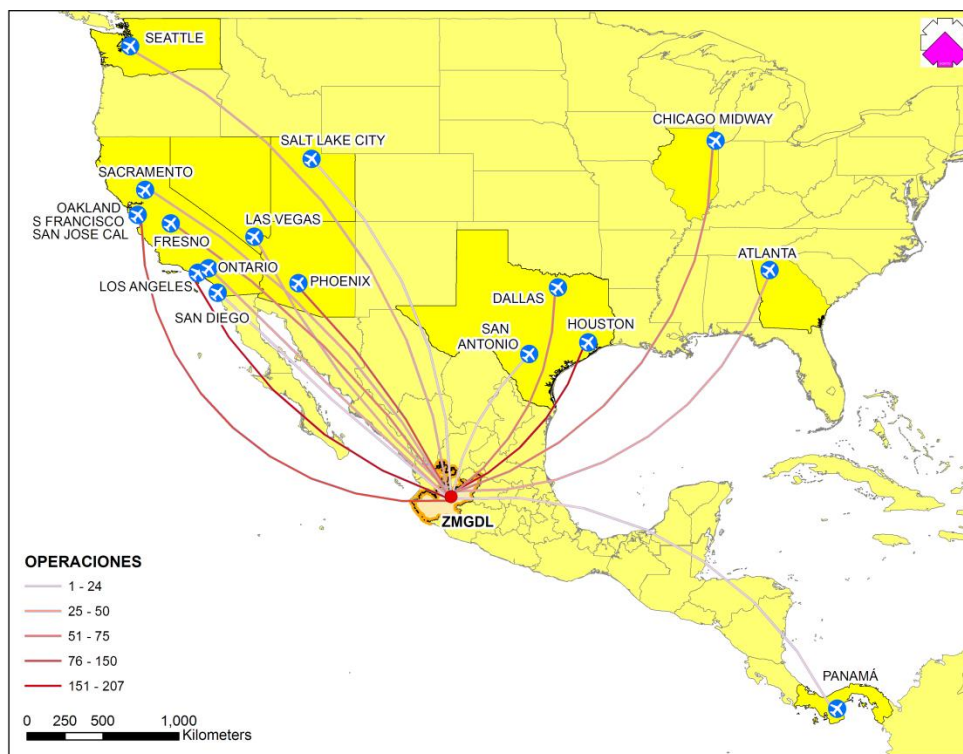 SEATTLE
CHICAGO MIDWAY
SALT LAKE CITY
SACRAMENTO
OAKLAND
S FRANCISCO
SAN JOSE CAL
LAS VEGAS
FRESNO
ATLANTA
ONTARIO
PHOENIX
LOS ANGELES
DALLAS
SAN DIEGO
SAN
ANTONIO
HOUSTON
ZMGDL
OPERACIONES
1 - 24
25 - 50
51 - 75
76 - 150
151 - 207
PANAMÁ
0 250 500 1,000
Kilometers